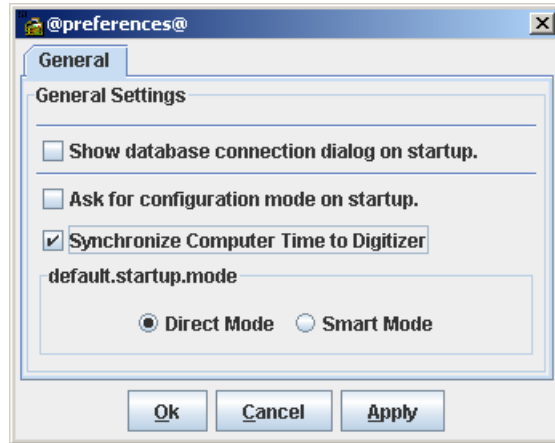 @preferences@
General
General Settings
Show database connection dialog on startup.
Ask for configuration mode on startup.
Synchronize Computer Time to Digitizer
default.startup.mode
Direct Mode Smart Mode
Ok Cancel Apply